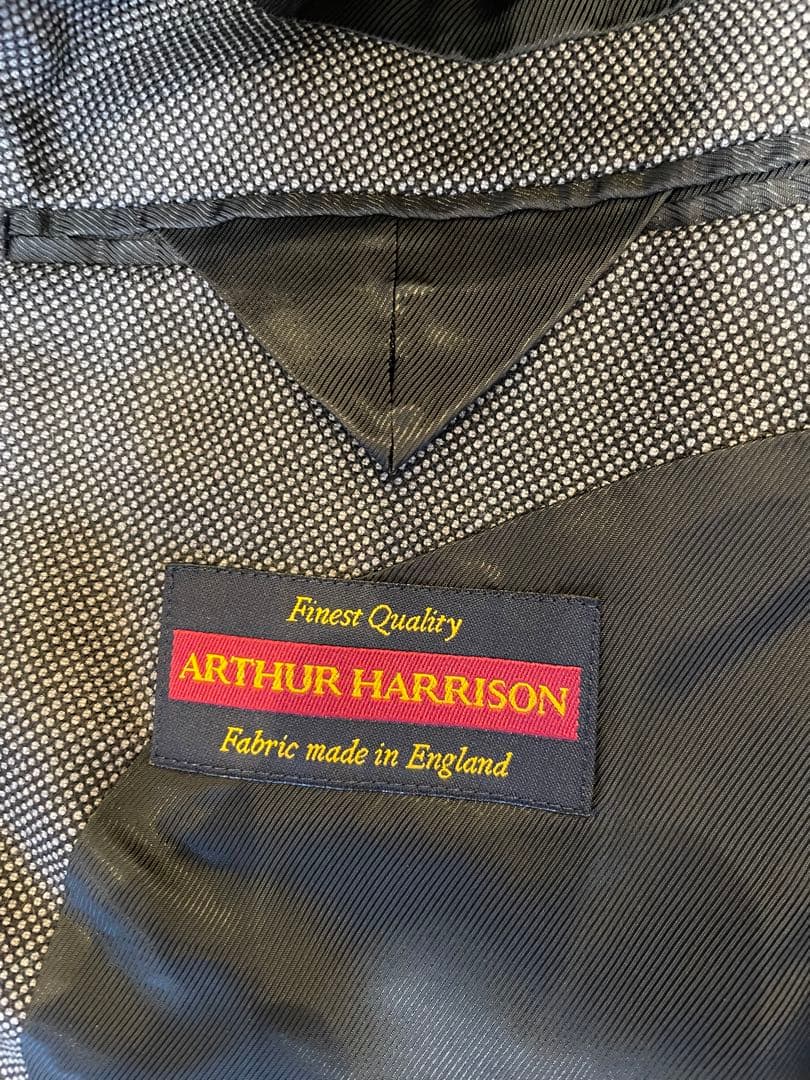 Finest Quality
ARTHUR HARRISON
Fabric made in England